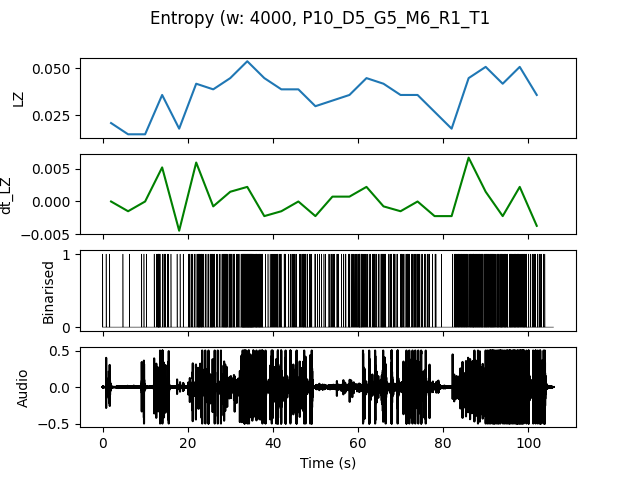 Entropy (w: 4000, P10_D5_G5_M6_R1_T1
0.050
0.025
LZ
0.005
0.000
−0.005
dt_LZ
1
0
Binarised
0.5
0.0
−0.5
Audio
0 20 40 60 80 100
Time (s)